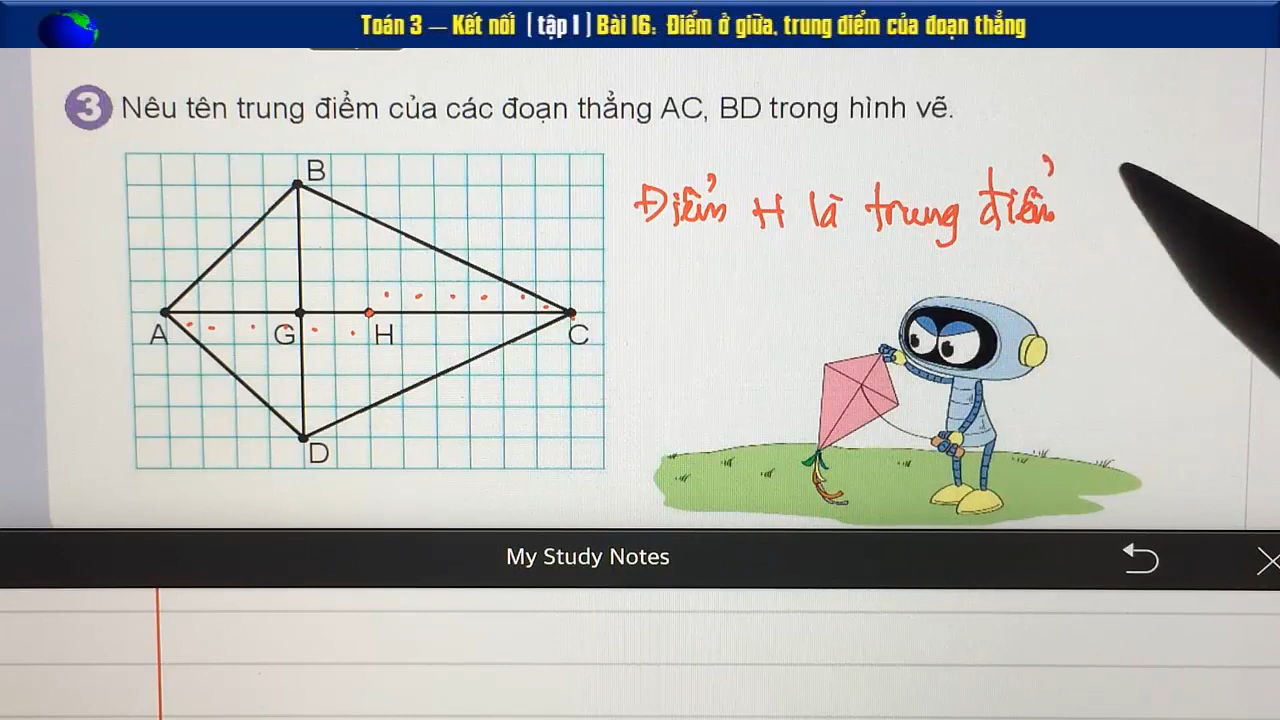 Toán 3 – Kết nối [ tập 1 ] Bài 16: Điểm ở giữa, trung điểm của đoạn thẳng
3 Nêu tên trung điểm của các đoạn thẳng AC, BD trong hình vẽ.
B
Điểm H là trung điểm
A G H C
D
My Study Notes